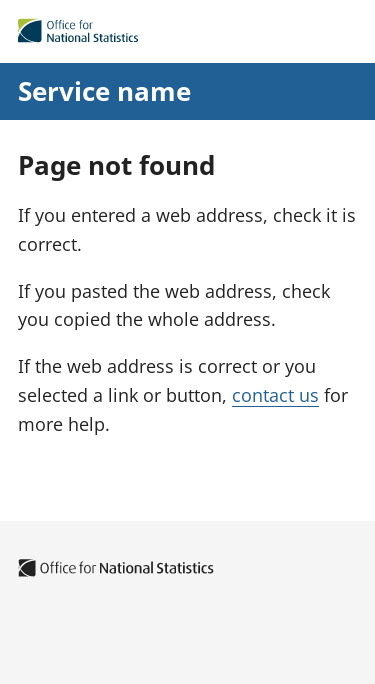 Office for
National Statistics
Service name
Page not found
If you entered a web address, check it is
correct.
If you pasted the web address, check
you copied the whole address.
If the web address is correct or you
selected a link or button, contact us for
more help.
Office for National Statistics